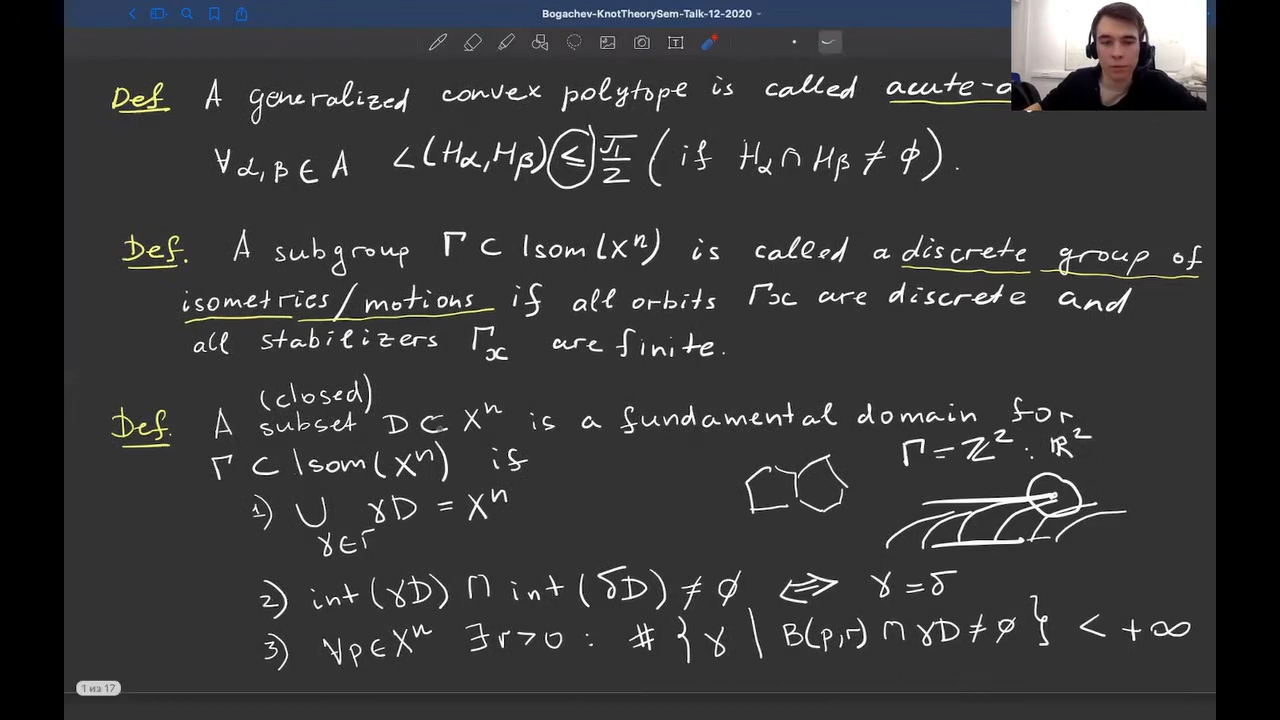 Bogachev-KnotTheorySem-Talk-12-2020
Def A generalized convex polytope is called acute-a
∀α,β ∈ A ∠(Hα, Hβ) ≤ π/2 (if Hα ∩ Hβ ≠ ∅).
Def. A subgroup Γ ⊂ Isom(Xⁿ) is called a discrete group of
isometries/motions if all orbits Γx are discrete and
all stabilizers Γₓ are finite.
(closed)
Def. A subset D ⊂ Xⁿ is a fundamental domain for
Γ ⊂ Isom(Xⁿ) if
Γ = ℤ² : ℝ²
1) ∪ γD = Xⁿ
γ∈Γ
2) int(γD) ∩ int(δD) ≠ ∅ ⟺ γ = δ
3) ∀p ∈ Xⁿ ∃r > 0 : # {γ | B(p,r) ∩ γD ≠ ∅} < +∞
1 из 17